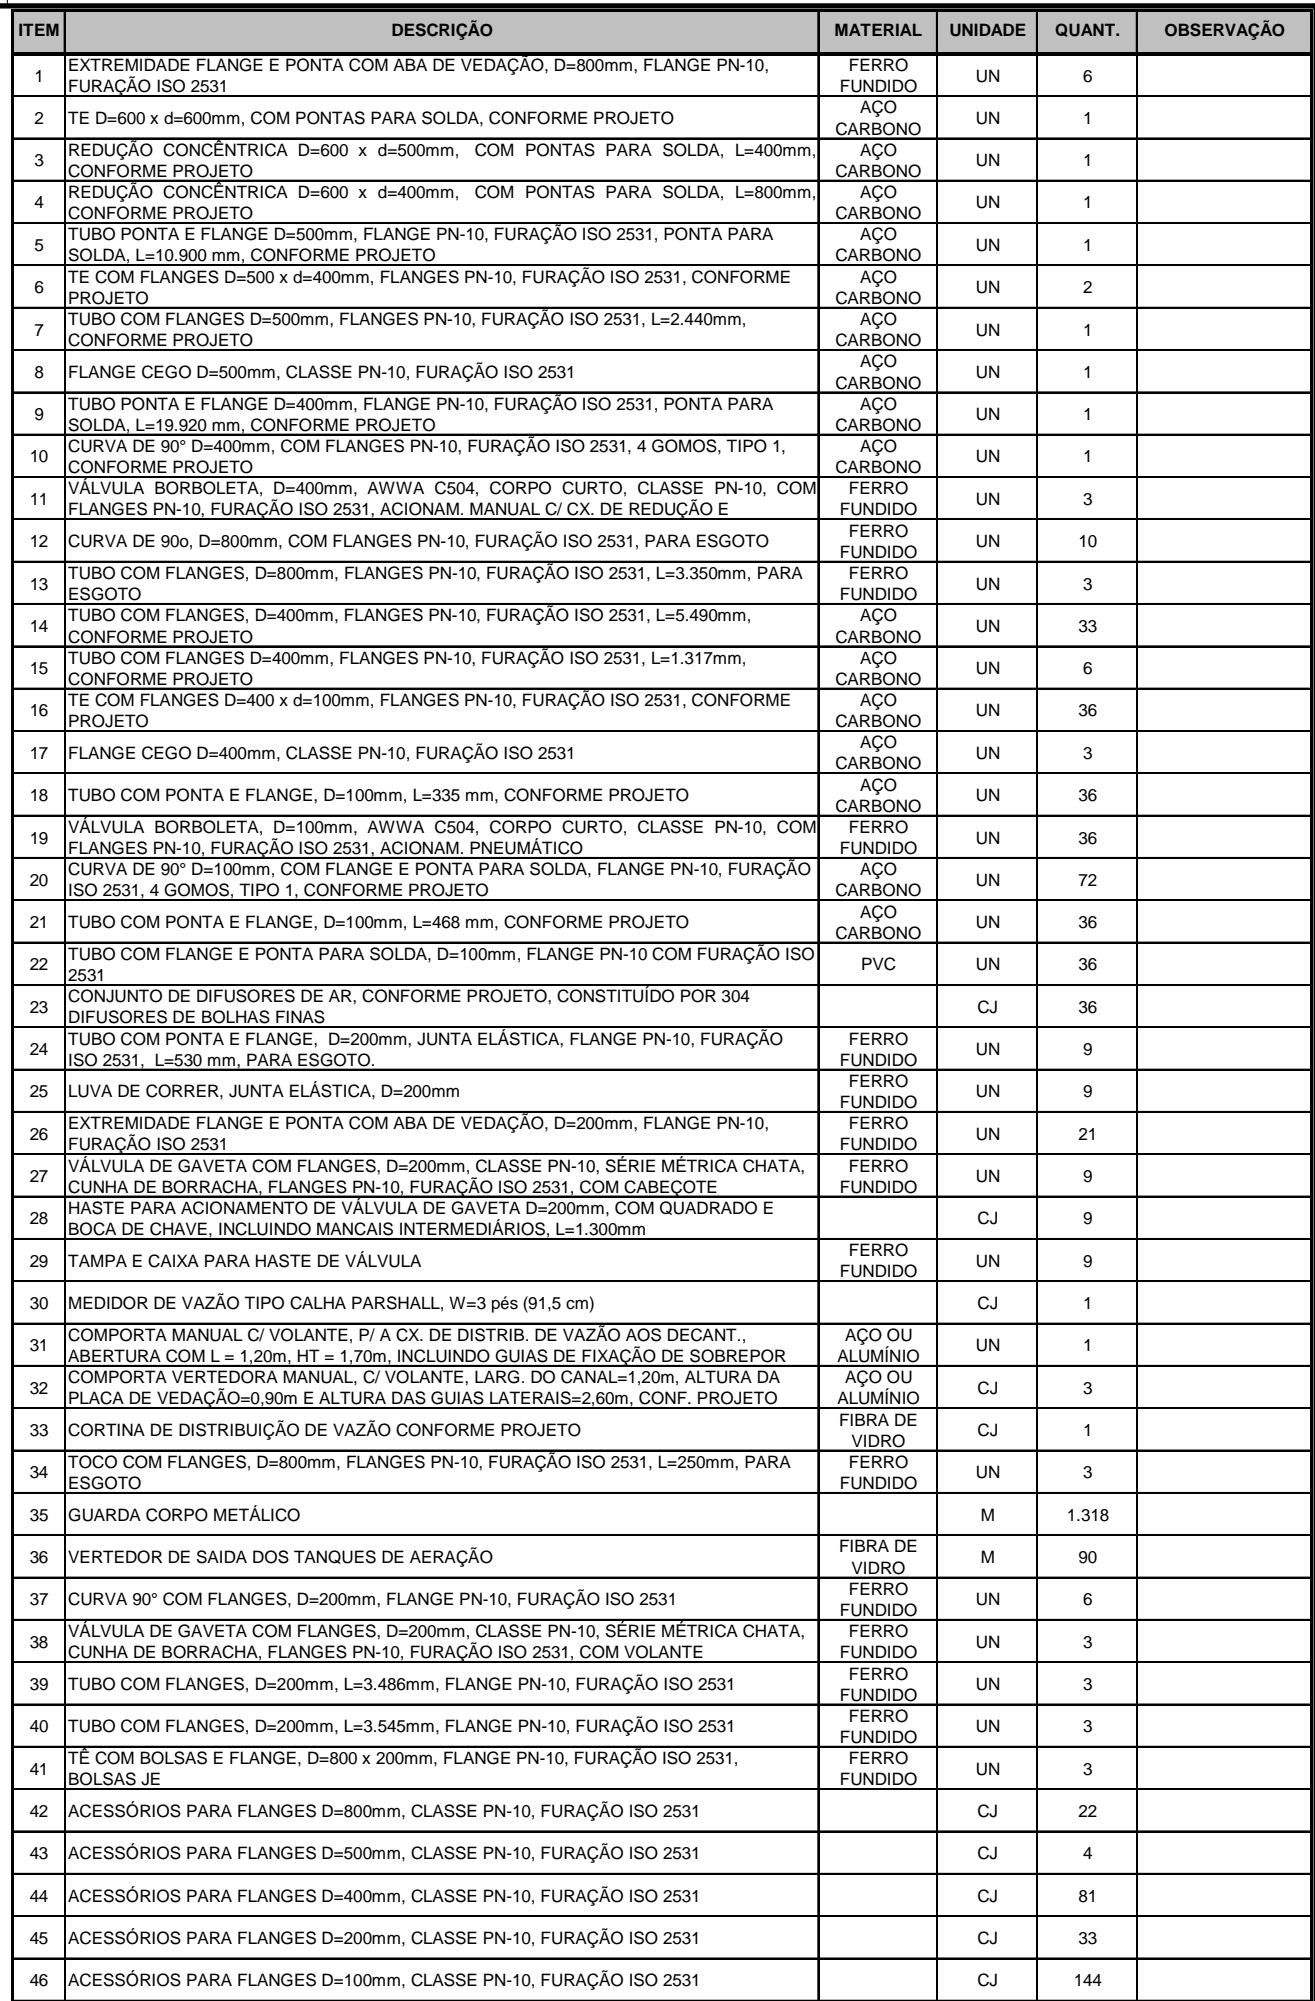 ITEM DESCRIÇÃO MATERIAL UNIDADE QUANT. OBSERVAÇÃO
1 EXTREMIDADE FLANGE E PONTA COM ABA DE VEDAÇÃO, D=800mm, FLANGE PN-10, FERRO
FURAÇÃO ISO 2531 FUNDIDO UN 6
2 TE D=600 x d=600mm, COM PONTAS PARA SOLDA, CONFORME PROJETO AÇO
CARBONO UN 1
3 REDUÇÃO CONCÊNTRICA D=600 x d=500mm, COM PONTAS PARA SOLDA, L=400mm, AÇO
CONFORME PROJETO CARBONO UN 1
4 REDUÇÃO CONCÊNTRICA D=600 x d=400mm, COM PONTAS PARA SOLDA, L=800mm, AÇO
CONFORME PROJETO CARBONO UN 1
5 TUBO PONTA E FLANGE D=500mm, FLANGE PN-10, FURAÇÃO ISO 2531, PONTA PARA AÇO
SOLDA, L=10.900 mm, CONFORME PROJETO CARBONO UN 1
6 TE COM FLANGES D=500 x d=400mm, FLANGES PN-10, FURAÇÃO ISO 2531, CONFORME AÇO
PROJETO CARBONO UN 2
7 TUBO COM FLANGES D=500mm, FLANGES PN-10, FURAÇÃO ISO 2531, L=2.440mm, AÇO
CONFORME PROJETO CARBONO UN 1
8 FLANGE CEGO D=500mm, CLASSE PN-10, FURAÇÃO ISO 2531 AÇO
CARBONO UN 1
9 TUBO PONTA E FLANGE D=400mm, FLANGE PN-10, FURAÇÃO ISO 2531, PONTA PARA AÇO
SOLDA, L=19.920 mm, CONFORME PROJETO CARBONO UN 1
10 CURVA DE 90° D=400mm, COM FLANGES PN-10, FURAÇÃO ISO 2531, 4 GOMOS, TIPO 1, AÇO
CONFORME PROJETO CARBONO UN 1
11 VÁLVULA BORBOLETA, D=400mm, AWWA C504, CORPO CURTO, CLASSE PN-10, COM FERRO
FLANGES PN-10, FURAÇÃO ISO 2531, ACIONAM. MANUAL C/ CX. DE REDUÇÃO E FUNDIDO UN 3
12 CURVA DE 90o, D=800mm, COM FLANGES PN-10, FURAÇÃO ISO 2531, PARA ESGOTO FERRO
FUNDIDO UN 10
13 TUBO COM FLANGES, D=800mm, FLANGES PN-10, FURAÇÃO ISO 2531, L=3.350mm, PARA FERRO
ESGOTO FUNDIDO UN 3
14 TUBO COM FLANGES, D=400mm, FLANGES PN-10, FURAÇÃO ISO 2531, L=5.490mm, AÇO
CONFORME PROJETO CARBONO UN 33
15 TUBO COM FLANGES D=400mm, FLANGES PN-10, FURAÇÃO ISO 2531, L=1.317mm, AÇO
CONFORME PROJETO CARBONO UN 6
16 TE COM FLANGES D=400 x d=100mm, FLANGES PN-10, FURAÇÃO ISO 2531, CONFORME AÇO
PROJETO CARBONO UN 36
17 FLANGE CEGO D=400mm, CLASSE PN-10, FURAÇÃO ISO 2531 AÇO
CARBONO UN 3
18 TUBO COM PONTA E FLANGE, D=100mm, L=335 mm, CONFORME PROJETO AÇO
CARBONO UN 36
19 VÁLVULA BORBOLETA, D=100mm, AWWA C504, CORPO CURTO, CLASSE PN-10, COM FERRO
FLANGES PN-10, FURAÇÃO ISO 2531, ACIONAM. PNEUMÁTICO FUNDIDO UN 36
20 CURVA DE 90° D=100mm, COM FLANGE E PONTA PARA SOLDA, FLANGE PN-10, FURAÇÃO AÇO
ISO 2531, 4 GOMOS, TIPO 1, CONFORME PROJETO CARBONO UN 72
21 TUBO COM PONTA E FLANGE, D=100mm, L=468 mm, CONFORME PROJETO AÇO
CARBONO UN 36
22 TUBO COM FLANGE E PONTA PARA SOLDA, D=100mm, FLANGE PN-10 COM FURAÇÃO ISO
2531 PVC UN 36
23 CONJUNTO DE DIFUSORES DE AR, CONFORME PROJETO, CONSTITUÍDO POR 304
DIFUSORES DE BOLHAS FINAS CJ 36
24 TUBO COM PONTA E FLANGE, D=200mm, JUNTA ELÁSTICA, FLANGE PN-10, FURAÇÃO FERRO
ISO 2531, L=530 mm, PARA ESGOTO. FUNDIDO UN 9
25 LUVA DE CORRER, JUNTA ELÁSTICA, D=200mm FERRO
FUNDIDO UN 9
26 EXTREMIDADE FLANGE E PONTA COM ABA DE VEDAÇÃO, D=200mm, FLANGE PN-10, FERRO
FURAÇÃO ISO 2531 FUNDIDO UN 21
27 VÁLVULA DE GAVETA COM FLANGES, D=200mm, CLASSE PN-10, SÉRIE MÉTRICA CHATA, FERRO
CUNHA DE BORRACHA, FLANGES PN-10, FURAÇÃO ISO 2531, COM CABEÇOTE FUNDIDO UN 9
28 HASTE PARA ACIONAMENTO DE VÁLVULA DE GAVETA D=200mm, COM QUADRADO E
BOCA DE CHAVE, INCLUINDO MANCAIS INTERMEDIÁRIOS, L=1.300mm CJ 9
29 TAMPA E CAIXA PARA HASTE DE VÁLVULA FERRO
FUNDIDO UN 9
30 MEDIDOR DE VAZÃO TIPO CALHA PARSHALL, W=3 pés (91,5 cm) CJ 1
31 COMPORTA MANUAL C/ VOLANTE, P/ A CX. DE DISTRIB. DE VAZÃO AOS DECANT., AÇO OU
ABERTURA COM L = 1,20m, HT = 1,70m, INCLUINDO GUIAS DE FIXAÇÃO DE SOBREPOR ALUMÍNIO UN 1
32 COMPORTA VERTEDORA MANUAL, C/ VOLANTE, LARG. DO CANAL=1,20m, ALTURA DA AÇO OU
PLACA DE VEDAÇÃO=0,90m E ALTURA DAS GUIAS LATERAIS=2,60m, CONF. PROJETO ALUMÍNIO CJ 3
33 CORTINA DE DISTRIBUIÇÃO DE VAZÃO CONFORME PROJETO FIBRA DE
VIDRO CJ 1
34 TOCO COM FLANGES, D=800mm, FLANGES PN-10, FURAÇÃO ISO 2531, L=250mm, PARA FERRO
ESGOTO FUNDIDO UN 3
35 GUARDA CORPO METÁLICO M 1.318
36 VERTEDOR DE SAIDA DOS TANQUES DE AERAÇÃO FIBRA DE
VIDRO M 90
37 CURVA 90° COM FLANGES, D=200mm, FLANGE PN-10, FURAÇÃO ISO 2531 FERRO
FUNDIDO UN 6
38 VÁLVULA DE GAVETA COM FLANGES, D=200mm, CLASSE PN-10, SÉRIE MÉTRICA CHATA, FERRO
CUNHA DE BORRACHA, FLANGES PN-10, FURAÇÃO ISO 2531, COM VOLANTE FUNDIDO UN 3
39 TUBO COM FLANGES, D=200mm, L=3.486mm, FLANGE PN-10, FURAÇÃO ISO 2531 FERRO
FUNDIDO UN 3
40 TUBO COM FLANGES, D=200mm, L=3.545mm, FLANGE PN-10, FURAÇÃO ISO 2531 FERRO
FUNDIDO UN 3
41 TÊ COM BOLSAS E FLANGE, D=800 x 200mm, FLANGE PN-10, FURAÇÃO ISO 2531, FERRO
BOLSAS JE FUNDIDO UN 3
42 ACESSÓRIOS PARA FLANGES D=800mm, CLASSE PN-10, FURAÇÃO ISO 2531 CJ 22
43 ACESSÓRIOS PARA FLANGES D=500mm, CLASSE PN-10, FURAÇÃO ISO 2531 CJ 4
44 ACESSÓRIOS PARA FLANGES D=400mm, CLASSE PN-10, FURAÇÃO ISO 2531 CJ 81
45 ACESSÓRIOS PARA FLANGES D=200mm, CLASSE PN-10, FURAÇÃO ISO 2531 CJ 33
46 ACESSÓRIOS PARA FLANGES D=100mm, CLASSE PN-10, FURAÇÃO ISO 2531 CJ 144